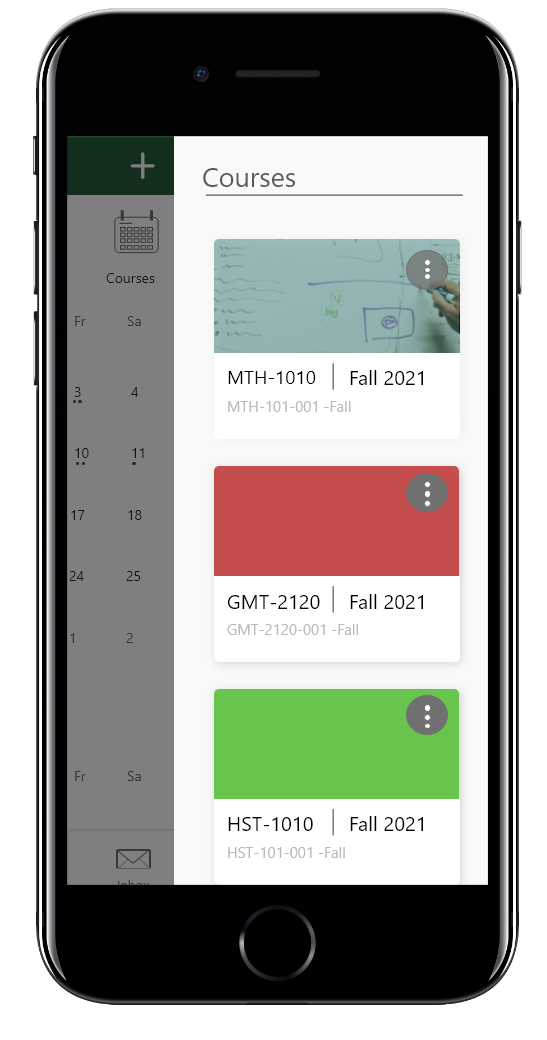 Courses
Courses
Fr Sa
3 4
10 11
17 18
24 25
1 2
Fr Sa
MTH-1010 | Fall 2021
MTH-101-001 -Fall
GMT-2120 | Fall 2021
GMT-2120-001 -Fall
HST-1010 | Fall 2021
HST-101-001 -Fall
Inbox